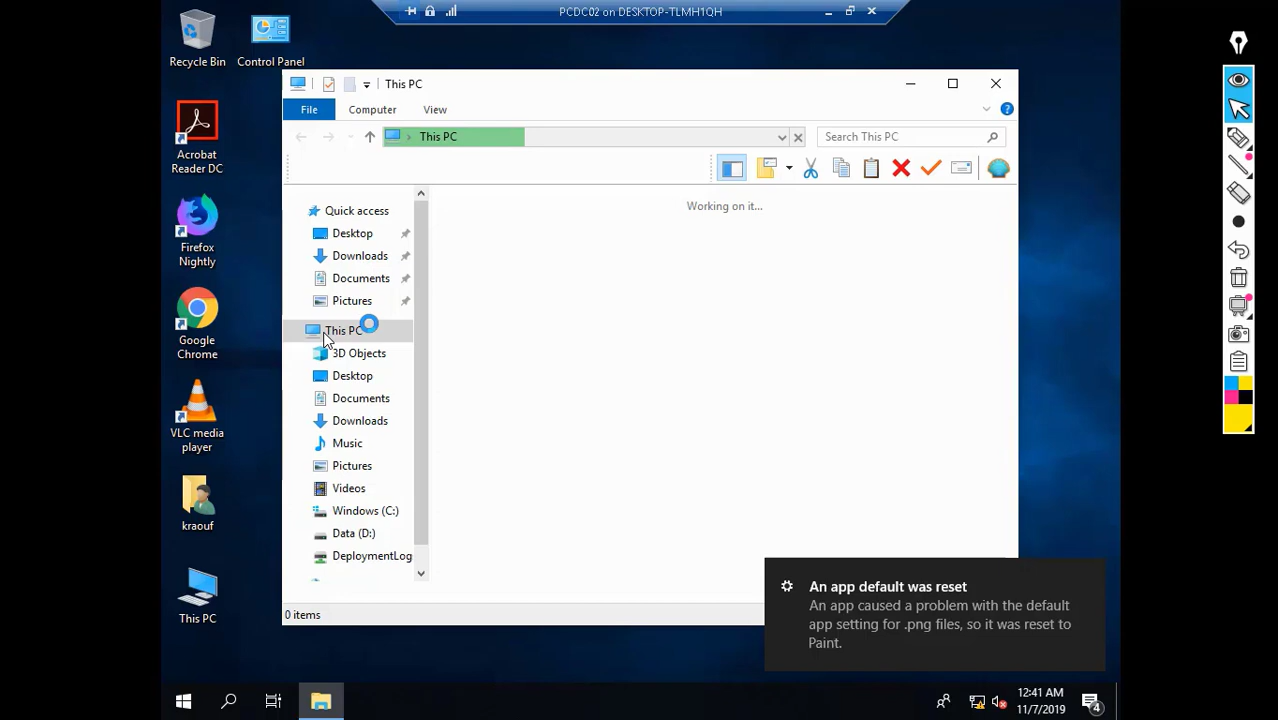 PCDC02 on DESKTOP-TLMH1QH
Recycle Bin
Control Panel
This PC
File
Computer
View
This PC
Search This PC
Acrobat
Reader DC
Working on it...
Quick access
Desktop
Downloads
Documents
Pictures
Firefox
Nightly
This PC
3D Objects
Desktop
Documents
Downloads
Music
Pictures
Videos
Windows (C:)
Data (D:)
DeploymentLog
Google
Chrome
VLC media
player
kraouf
This PC
0 items
An app default was reset
An app caused a problem with the default
app setting for .png files, so it was reset to
Paint.
12:41 AM
11/7/2019
4